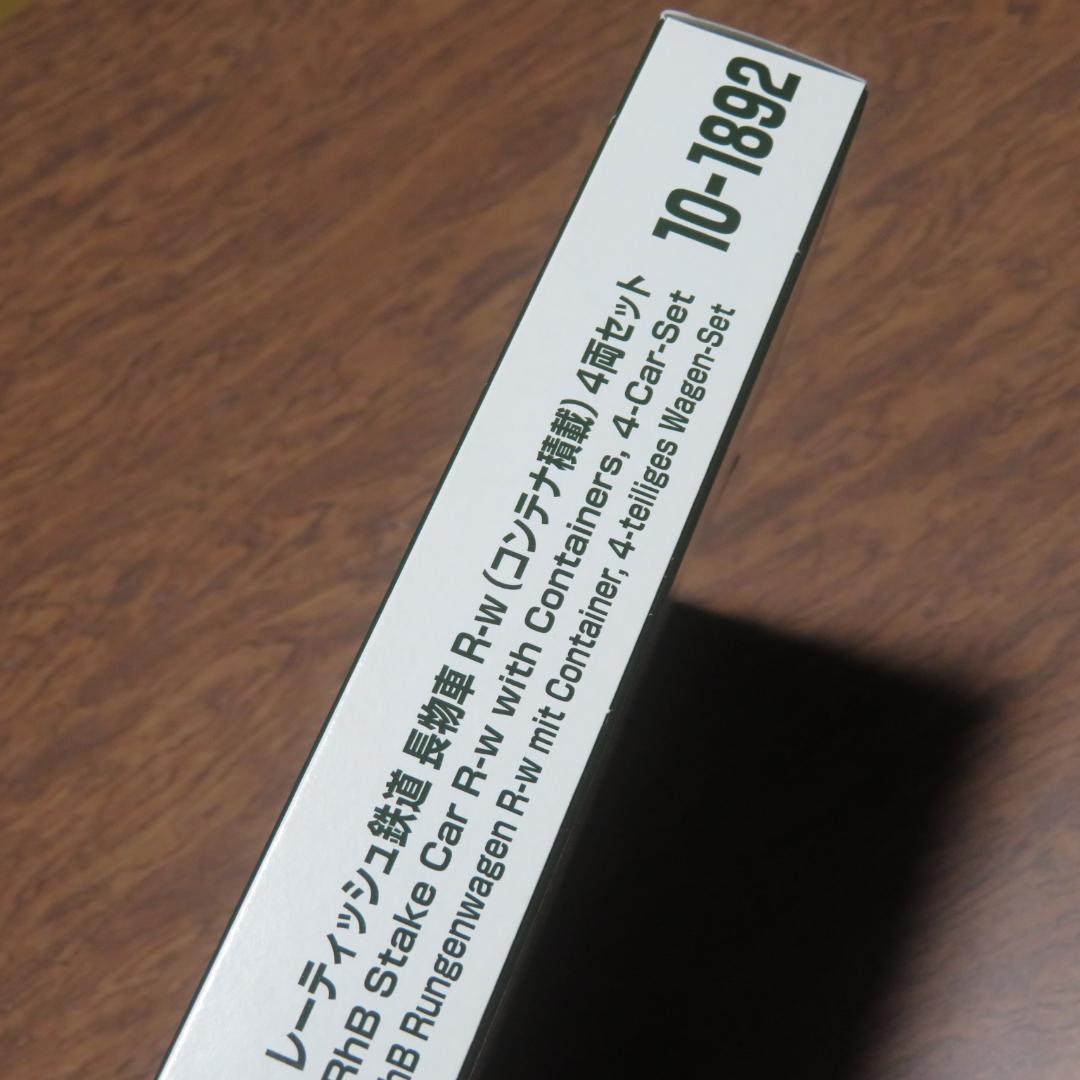 レーティッシュ鉄道 長物車 R-w (コンテナ積載) 4両セット
RhB Stake Car R-w with Containers, 4-Car-Set
hB Rungenwagen R-w mit Container, 4-teiliges Wagen-Set
10-1892